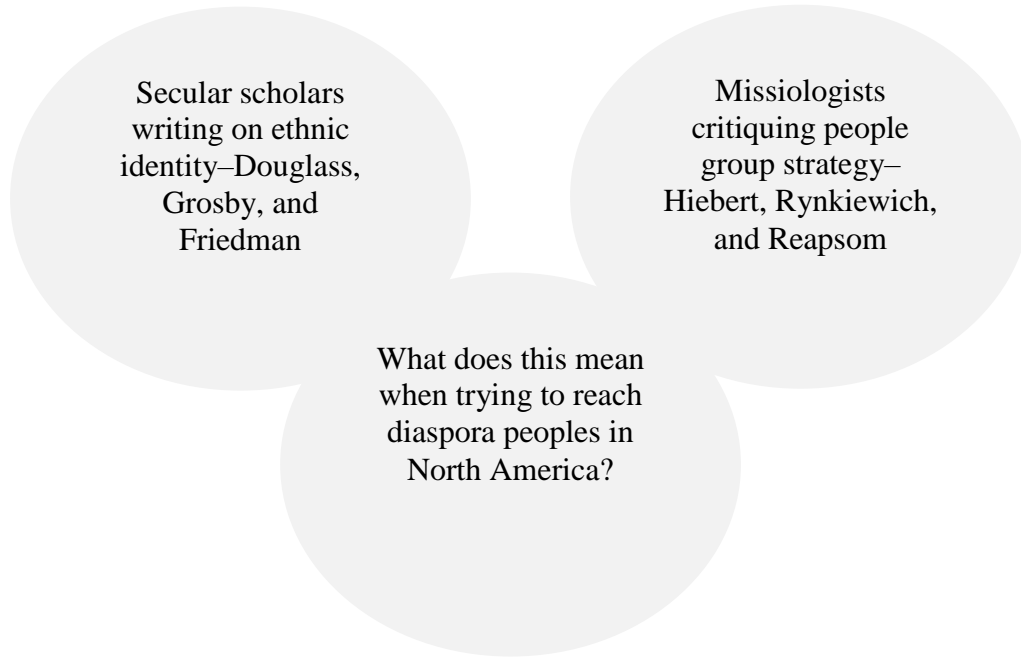 Secular scholars
writing on ethnic
identity–Douglass,
Grosby, and
Friedman
Missiologists
critiquing people
group strategy–
Hiebert, Rynkiewich,
and Reapsom
What does this mean
when trying to reach
diaspora peoples in
North America?